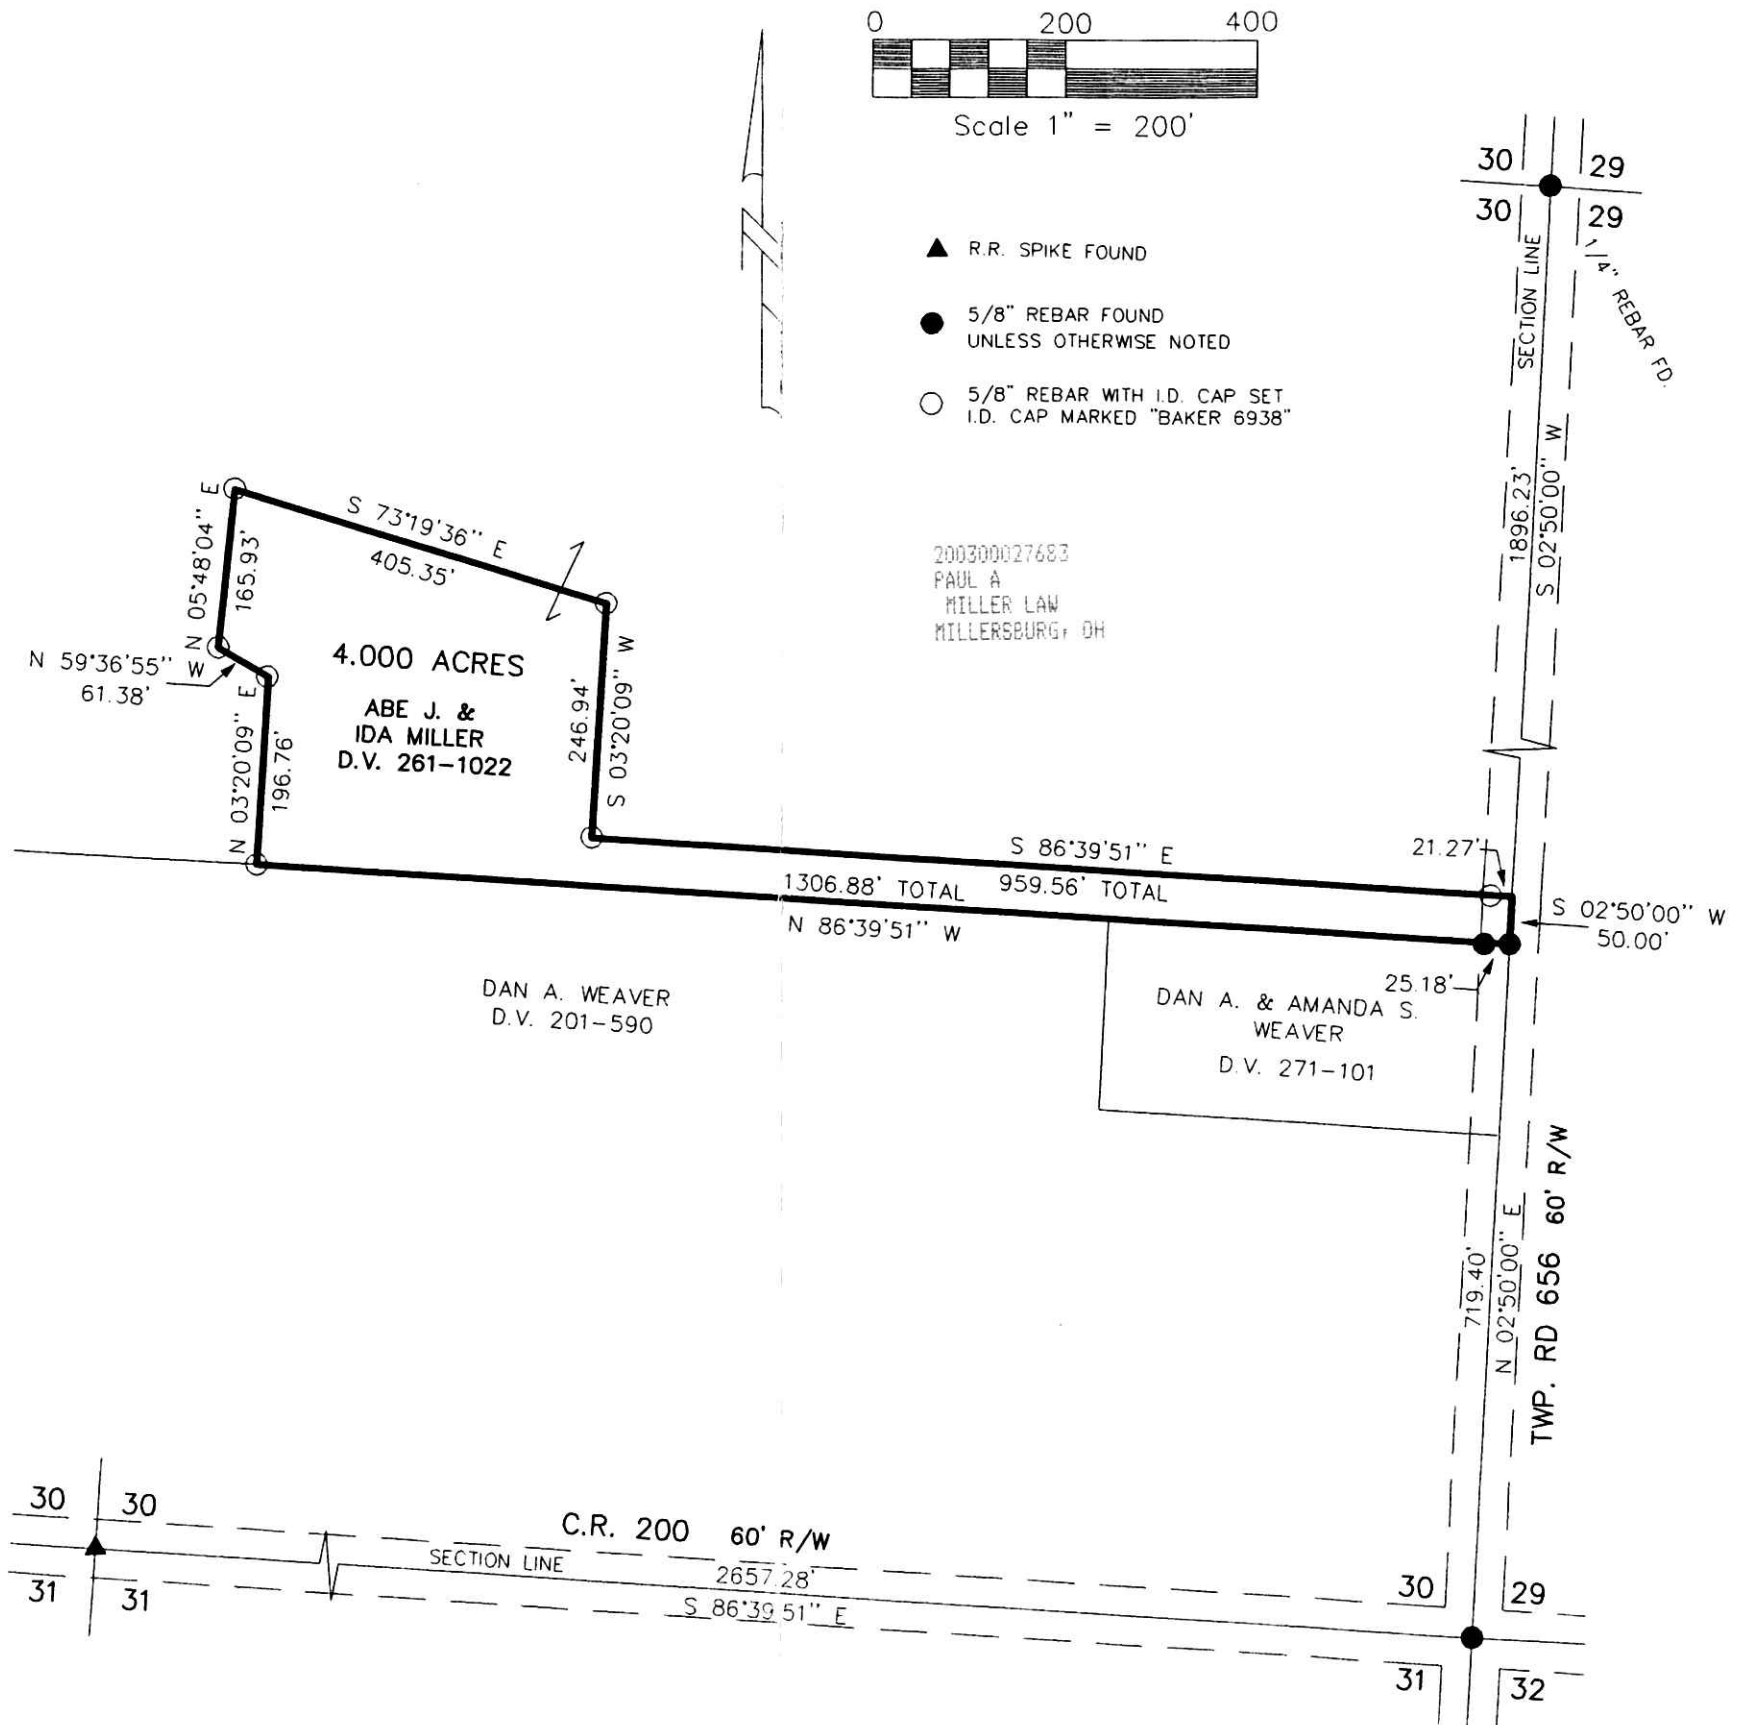 0 200 400
Scale 1" = 200'
30 29
30 29
1/4" REBAR FD.
SECTION LINE
1896.23'
S 02°50'00" W
R.R. SPIKE FOUND
5/8" REBAR FOUND
UNLESS OTHERWISE NOTED
5/8" REBAR WITH I.D. CAP SET
I.D. CAP MARKED "BAKER 6938"
200300027683
PAUL A
MILLER LAW
MILLERSBURG, OH
S 73°19'36" E
405.35'
N 05°48'04" E
165.93'
N 59°36'55" W
61.38'
N 03°20'09" E
196.76'
4.000 ACRES
ABE J. &
IDA MILLER
D.V. 261-1022
246.94'
S 03°20'09" W
S 86°39'51" E
959.56' TOTAL
1306.88' TOTAL
N 86°39'51" W
21.27'
S 02°50'00" W
50.00'
25.18'
DAN A. WEAVER
D.V. 201-590
DAN A. & AMANDA S.
WEAVER
D.V. 271-101
719.40'
N 02°50'00" E
TWP. RD 656 60' R/W
30 30
31 31
C.R. 200 60' R/W
SECTION LINE
2657.28'
S 86°39'51" E
30 29
31 32